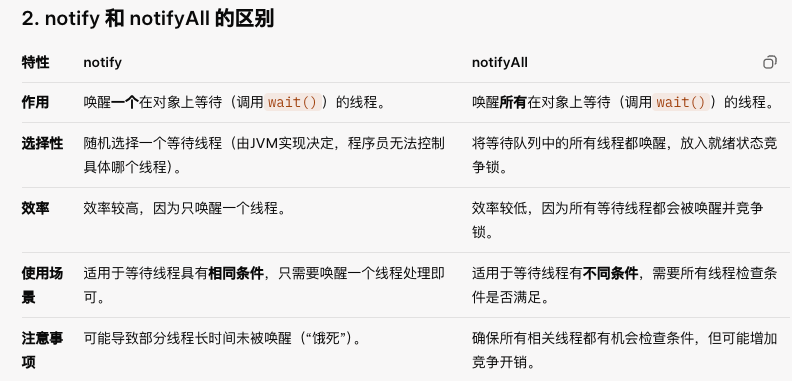 2. notify 和 notifyAll 的区别
特性 notify notifyAll
作用 唤醒一个在对象上等待（调用 wait() ）的线程。 唤醒所有在对象上等待（调用 wait() ）的线程。
选择性 随机选择一个等待线程（由JVM实现决定，程序员无法控制 将等待队列中的所有线程都唤醒，放入就绪状态竞
具体哪个线程）。 争锁。
效率 效率较高，因为只唤醒一个线程。 效率较低，因为所有等待线程都会被唤醒并竞争
锁。
使用场 适用于等待线程具有相同条件，只需要唤醒一个线程处理即 适用于等待线程有不同条件，需要所有线程检查条
景 可。 件是否满足。
注意事 可能导致部分线程长时间未被唤醒（“饿死”）。 确保所有相关线程都有机会检查条件，但可能增加
项 竞争开销。